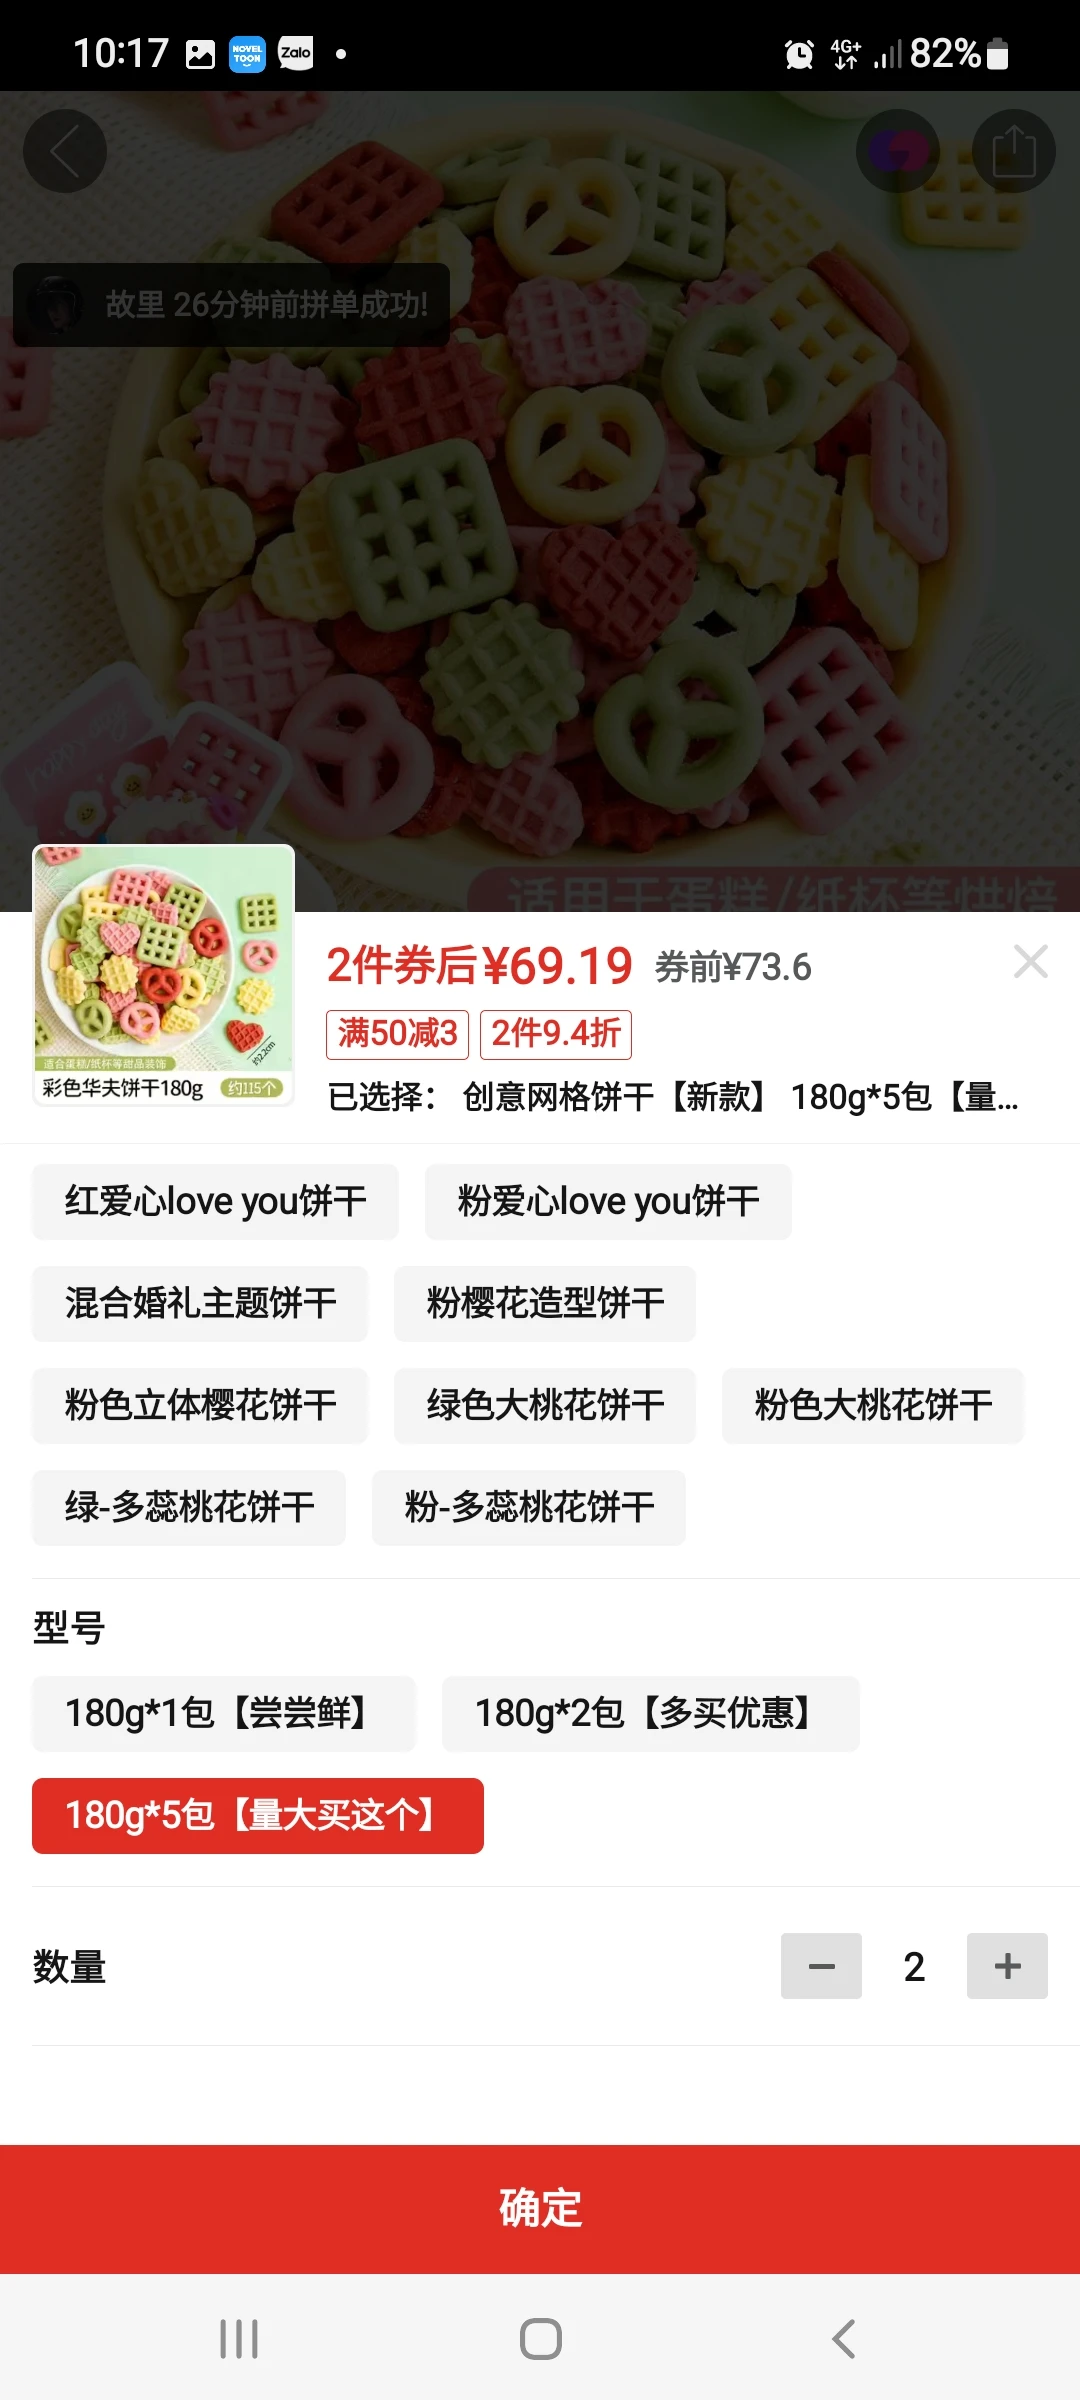 10:17
NOVEL
TOON
Zalo
4G+
82%
故里 26分钟前拼单成功!
适用于蛋糕/纸杯等烘焙
适合蛋糕/纸杯等甜品装饰
约2.2cm
彩色华夫饼干180g 约115个
2件券后¥69.19 券前¥73.6
满50减3 2件9.4折
已选择： 创意网格饼干【新款】 180g*5包【量...
红爱心love you饼干 粉爱心love you饼干
混合婚礼主题饼干 粉樱花造型饼干
粉色立体樱花饼干 绿色大桃花饼干 粉色大桃花饼干
绿-多蕊桃花饼干 粉-多蕊桃花饼干
型号
180g*1包【尝尝鲜】 180g*2包【多买优惠】
180g*5包【量大买这个】
数量 2
确定